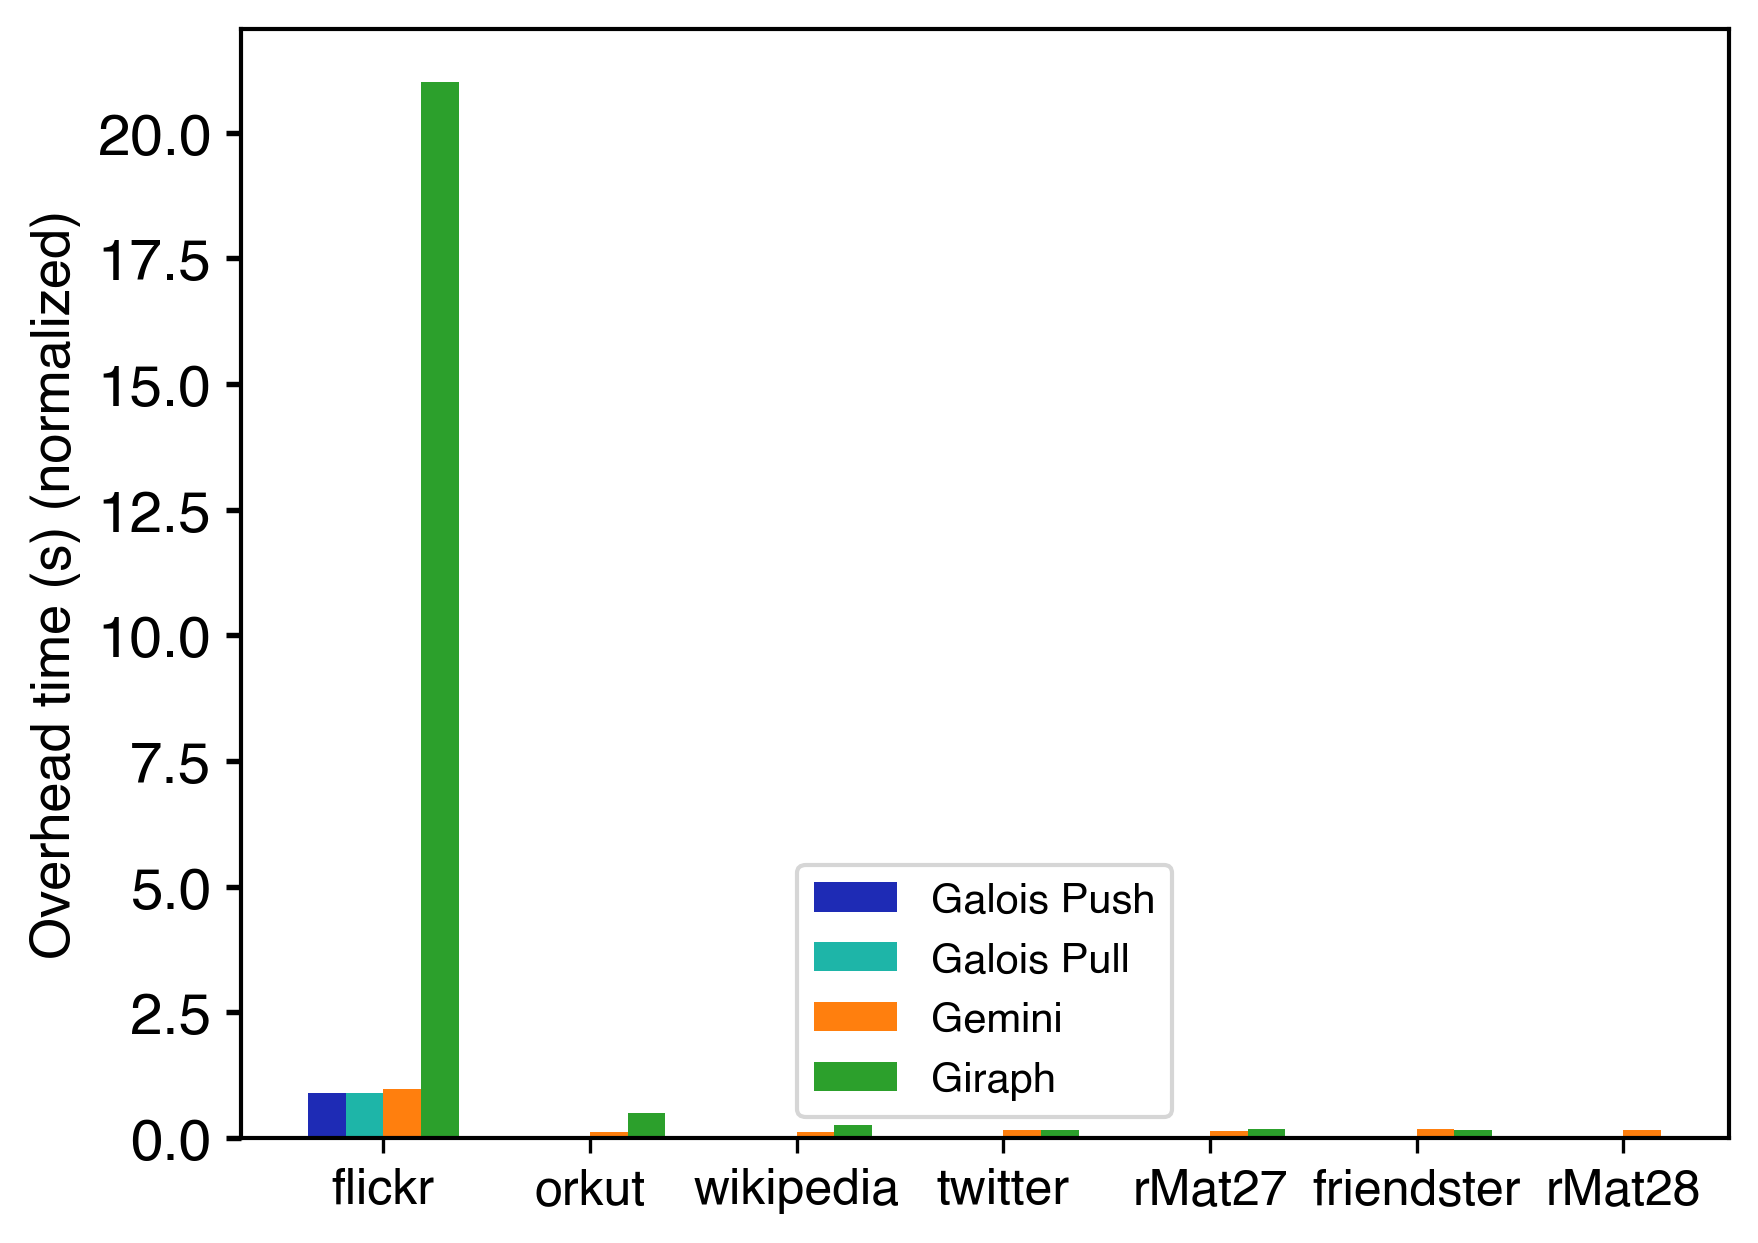 Overhead time (s) (normalized)
20.0
17.5
15.0
12.5
10.0
7.5
5.0
2.5
0.0
Galois Push
Galois Pull
Gemini
Giraph
flickr orkut wikipedia twitter rMat27 friendster rMat28